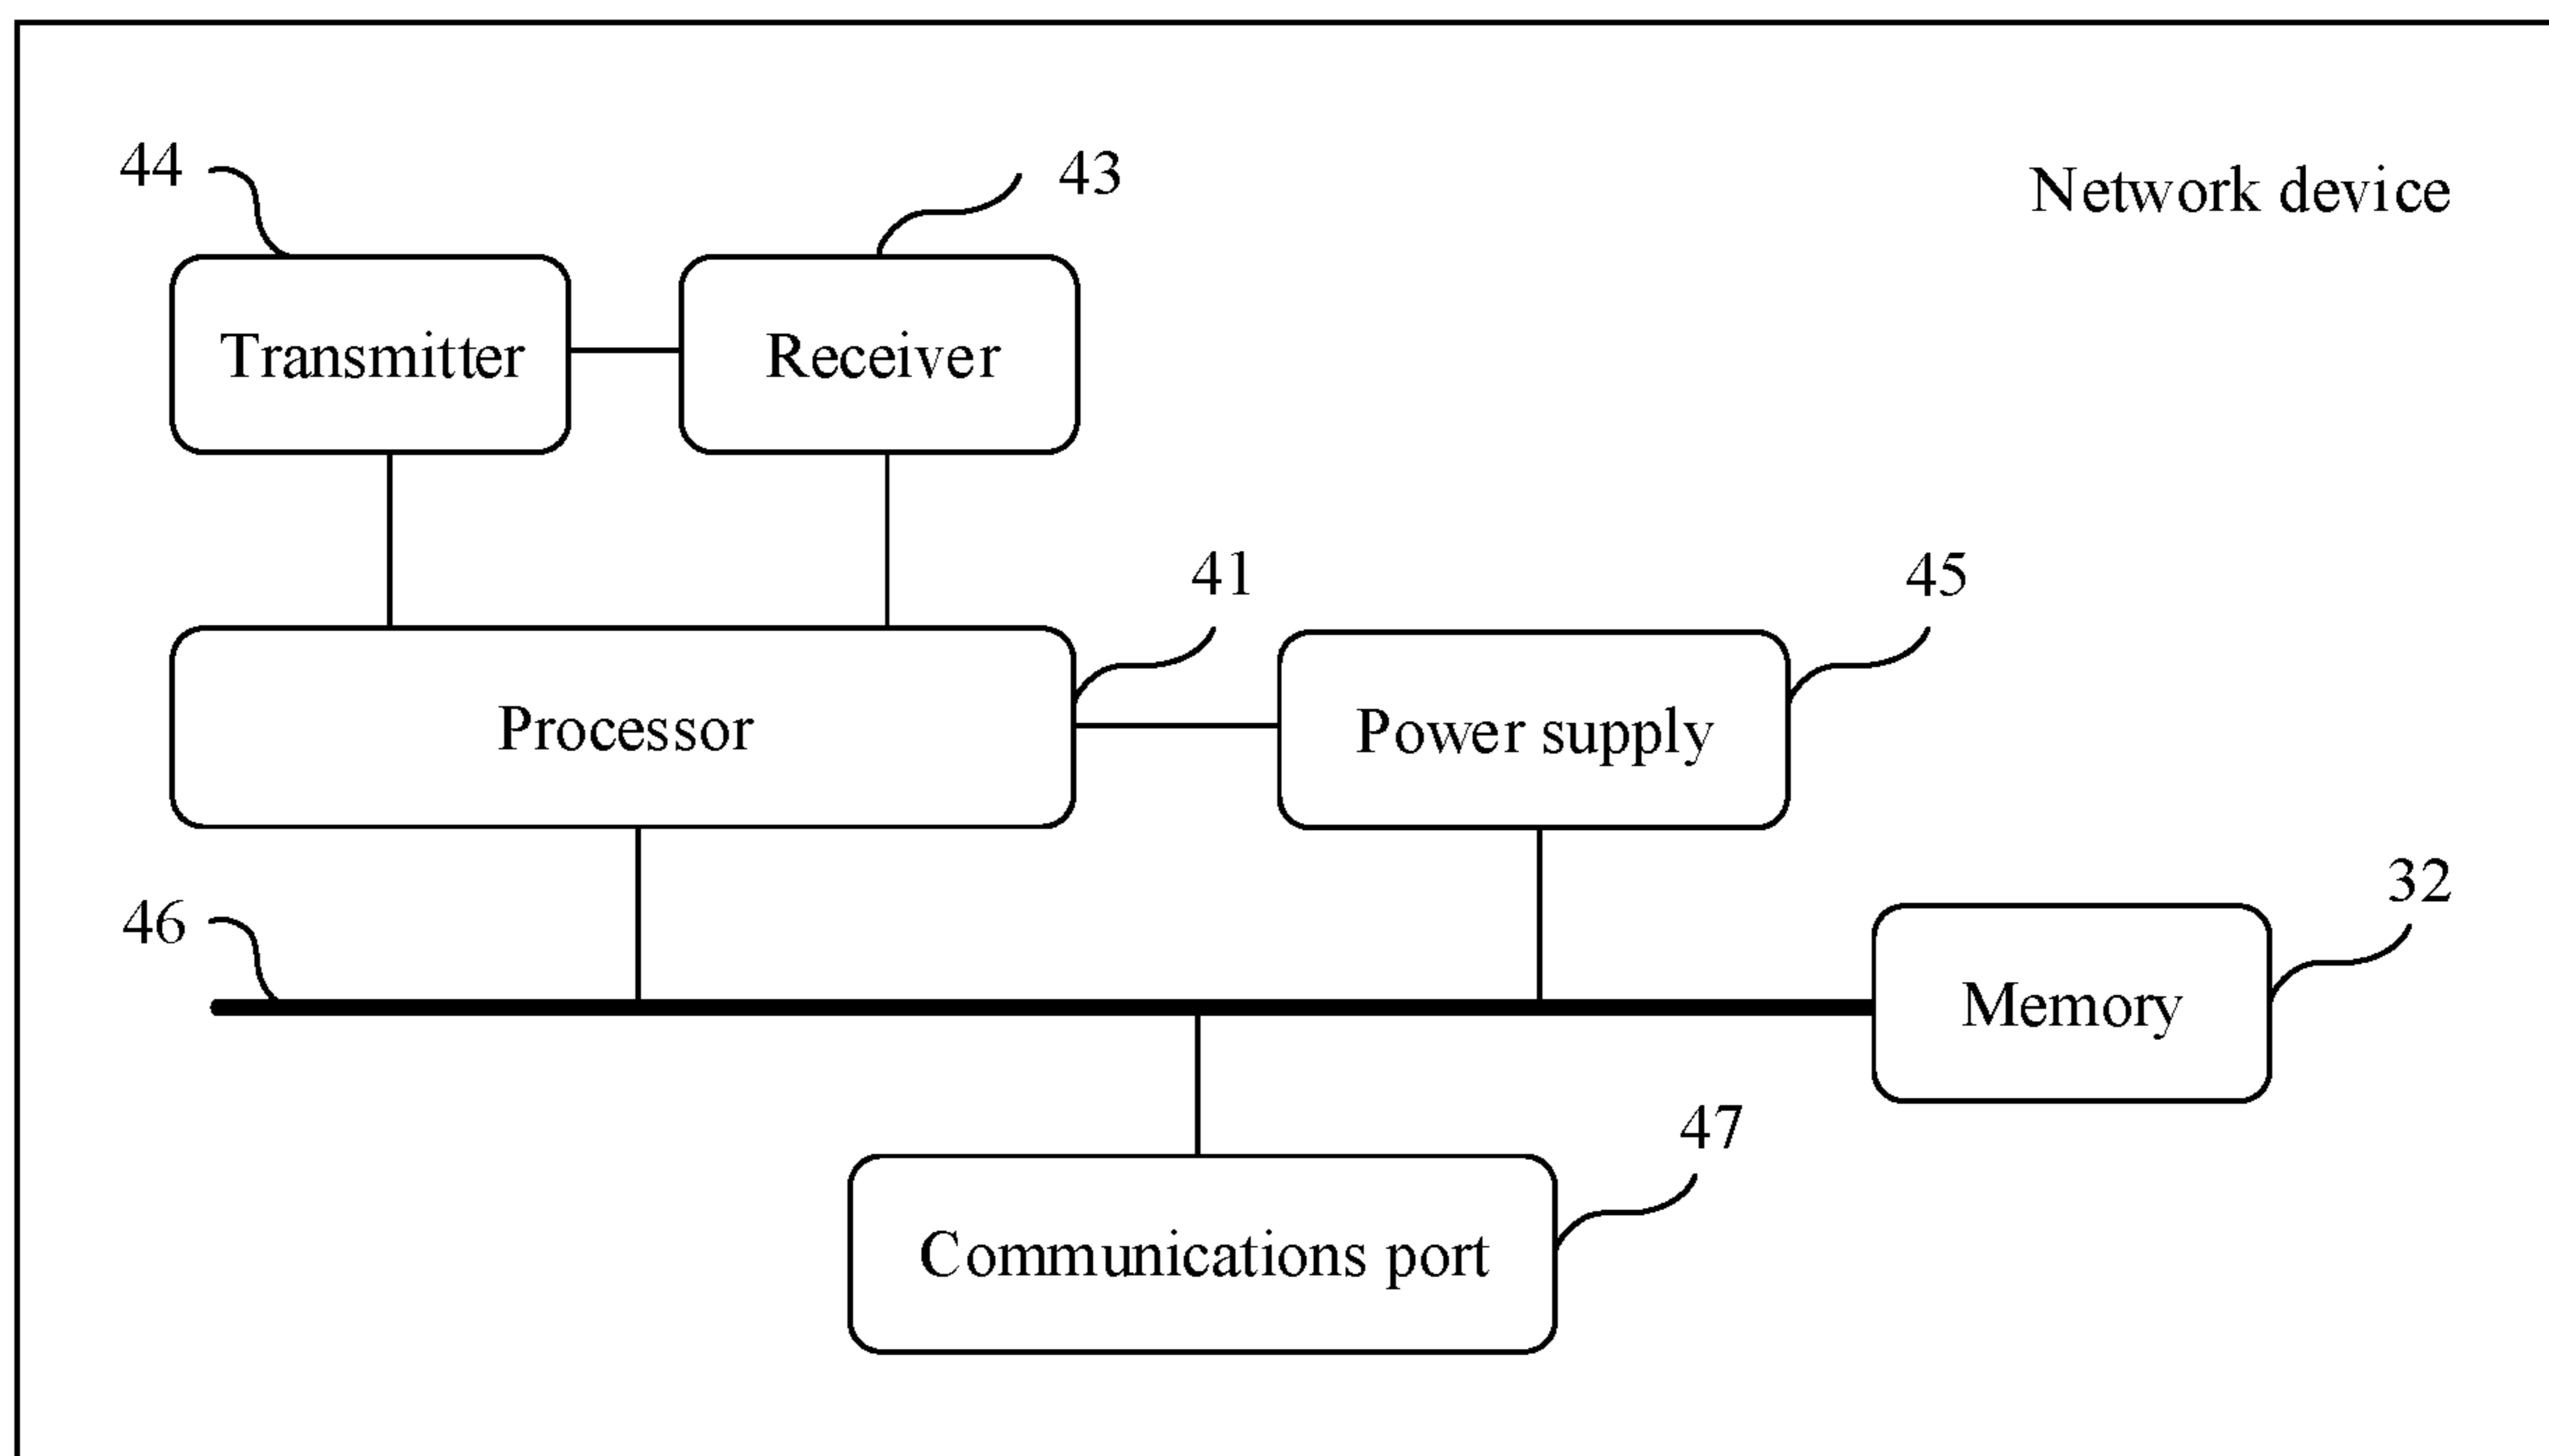 44
43
Network device
Transmitter
Receiver
41
45
Processor
Power supply
32
46
Memory
47
Communications port